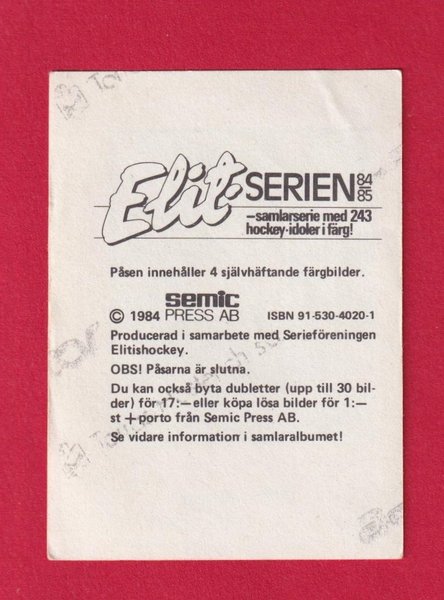 Elit-SERIEN 84-85
–samlarserie med 243
hockey-idoler i färg!
Påsen innehåller 4 självhäftande färgbilder.
semic
© 1984 PRESS AB ISBN 91-530-4020-1
Producerad i samarbete med Serieföreningen
Elitishockey.
OBS! Påsarna är slutna.
Du kan också byta dubletter (upp till 30 bil-
der) för 17:— eller köpa lösa bilder för 1:—
st + porto från Semic Press AB.
Se vidare information i samlaralbumet!